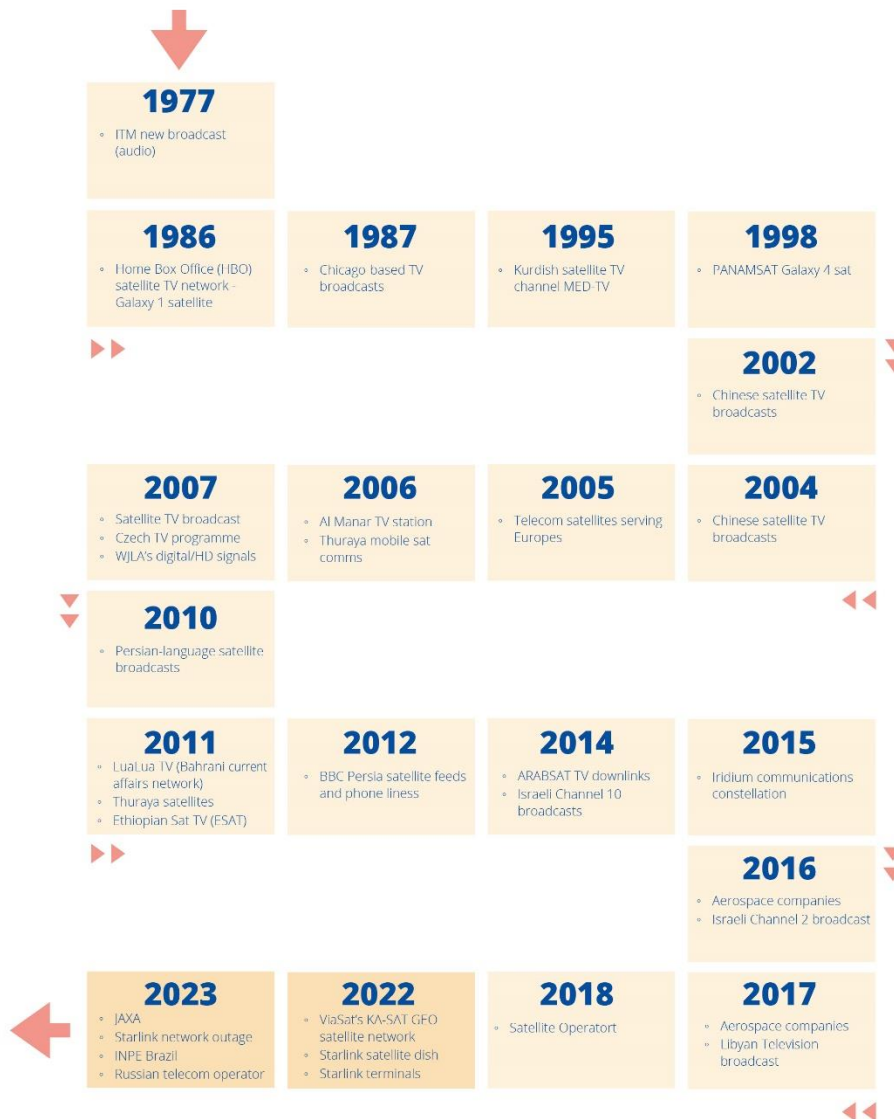 1977
ITM new broadcast
(audio)
1986
Home Box Office (HBO)
satellite TV network -
Galaxy 1 satellite
1987
Chicago based TV
broadcasts
1995
Kurdish satellite TV
channel MED-TV
1998
PANAMSAT Galaxy 4 sat
2002
Chinese satellite TV
broadcasts
2004
Chinese satellite TV
broadcasts
2005
Telecom satellites serving
Europes
2006
Al Manar TV station
Thuraya mobile sat
comms
2007
Satellite TV broadcast
Czech TV programme
WJLA's digital/HD signals
2010
Persian-language satellite
broadcasts
2011
LuaLua TV (Bahrani current
affairs network)
Thuraya satellites
Ethiopian Sat TV (ESAT)
2012
BBC Persia satellite feeds
and phone liness
2014
ARABSAT TV downlinks
Israeli Channel 10
broadcasts
2015
Iridium communications
constellation
2016
Aerospace companies
Israeli Channel 2 broadcast
2017
Aerospace companies
Libyan Television
broadcast
2018
Satellite Operatort
2022
ViaSat's KA-SAT GEO
satellite network
Starlink satellite dish
Starlink terminals
2023
JAXA
Starlink network outage
INPE Brazil
Russian telecom operator